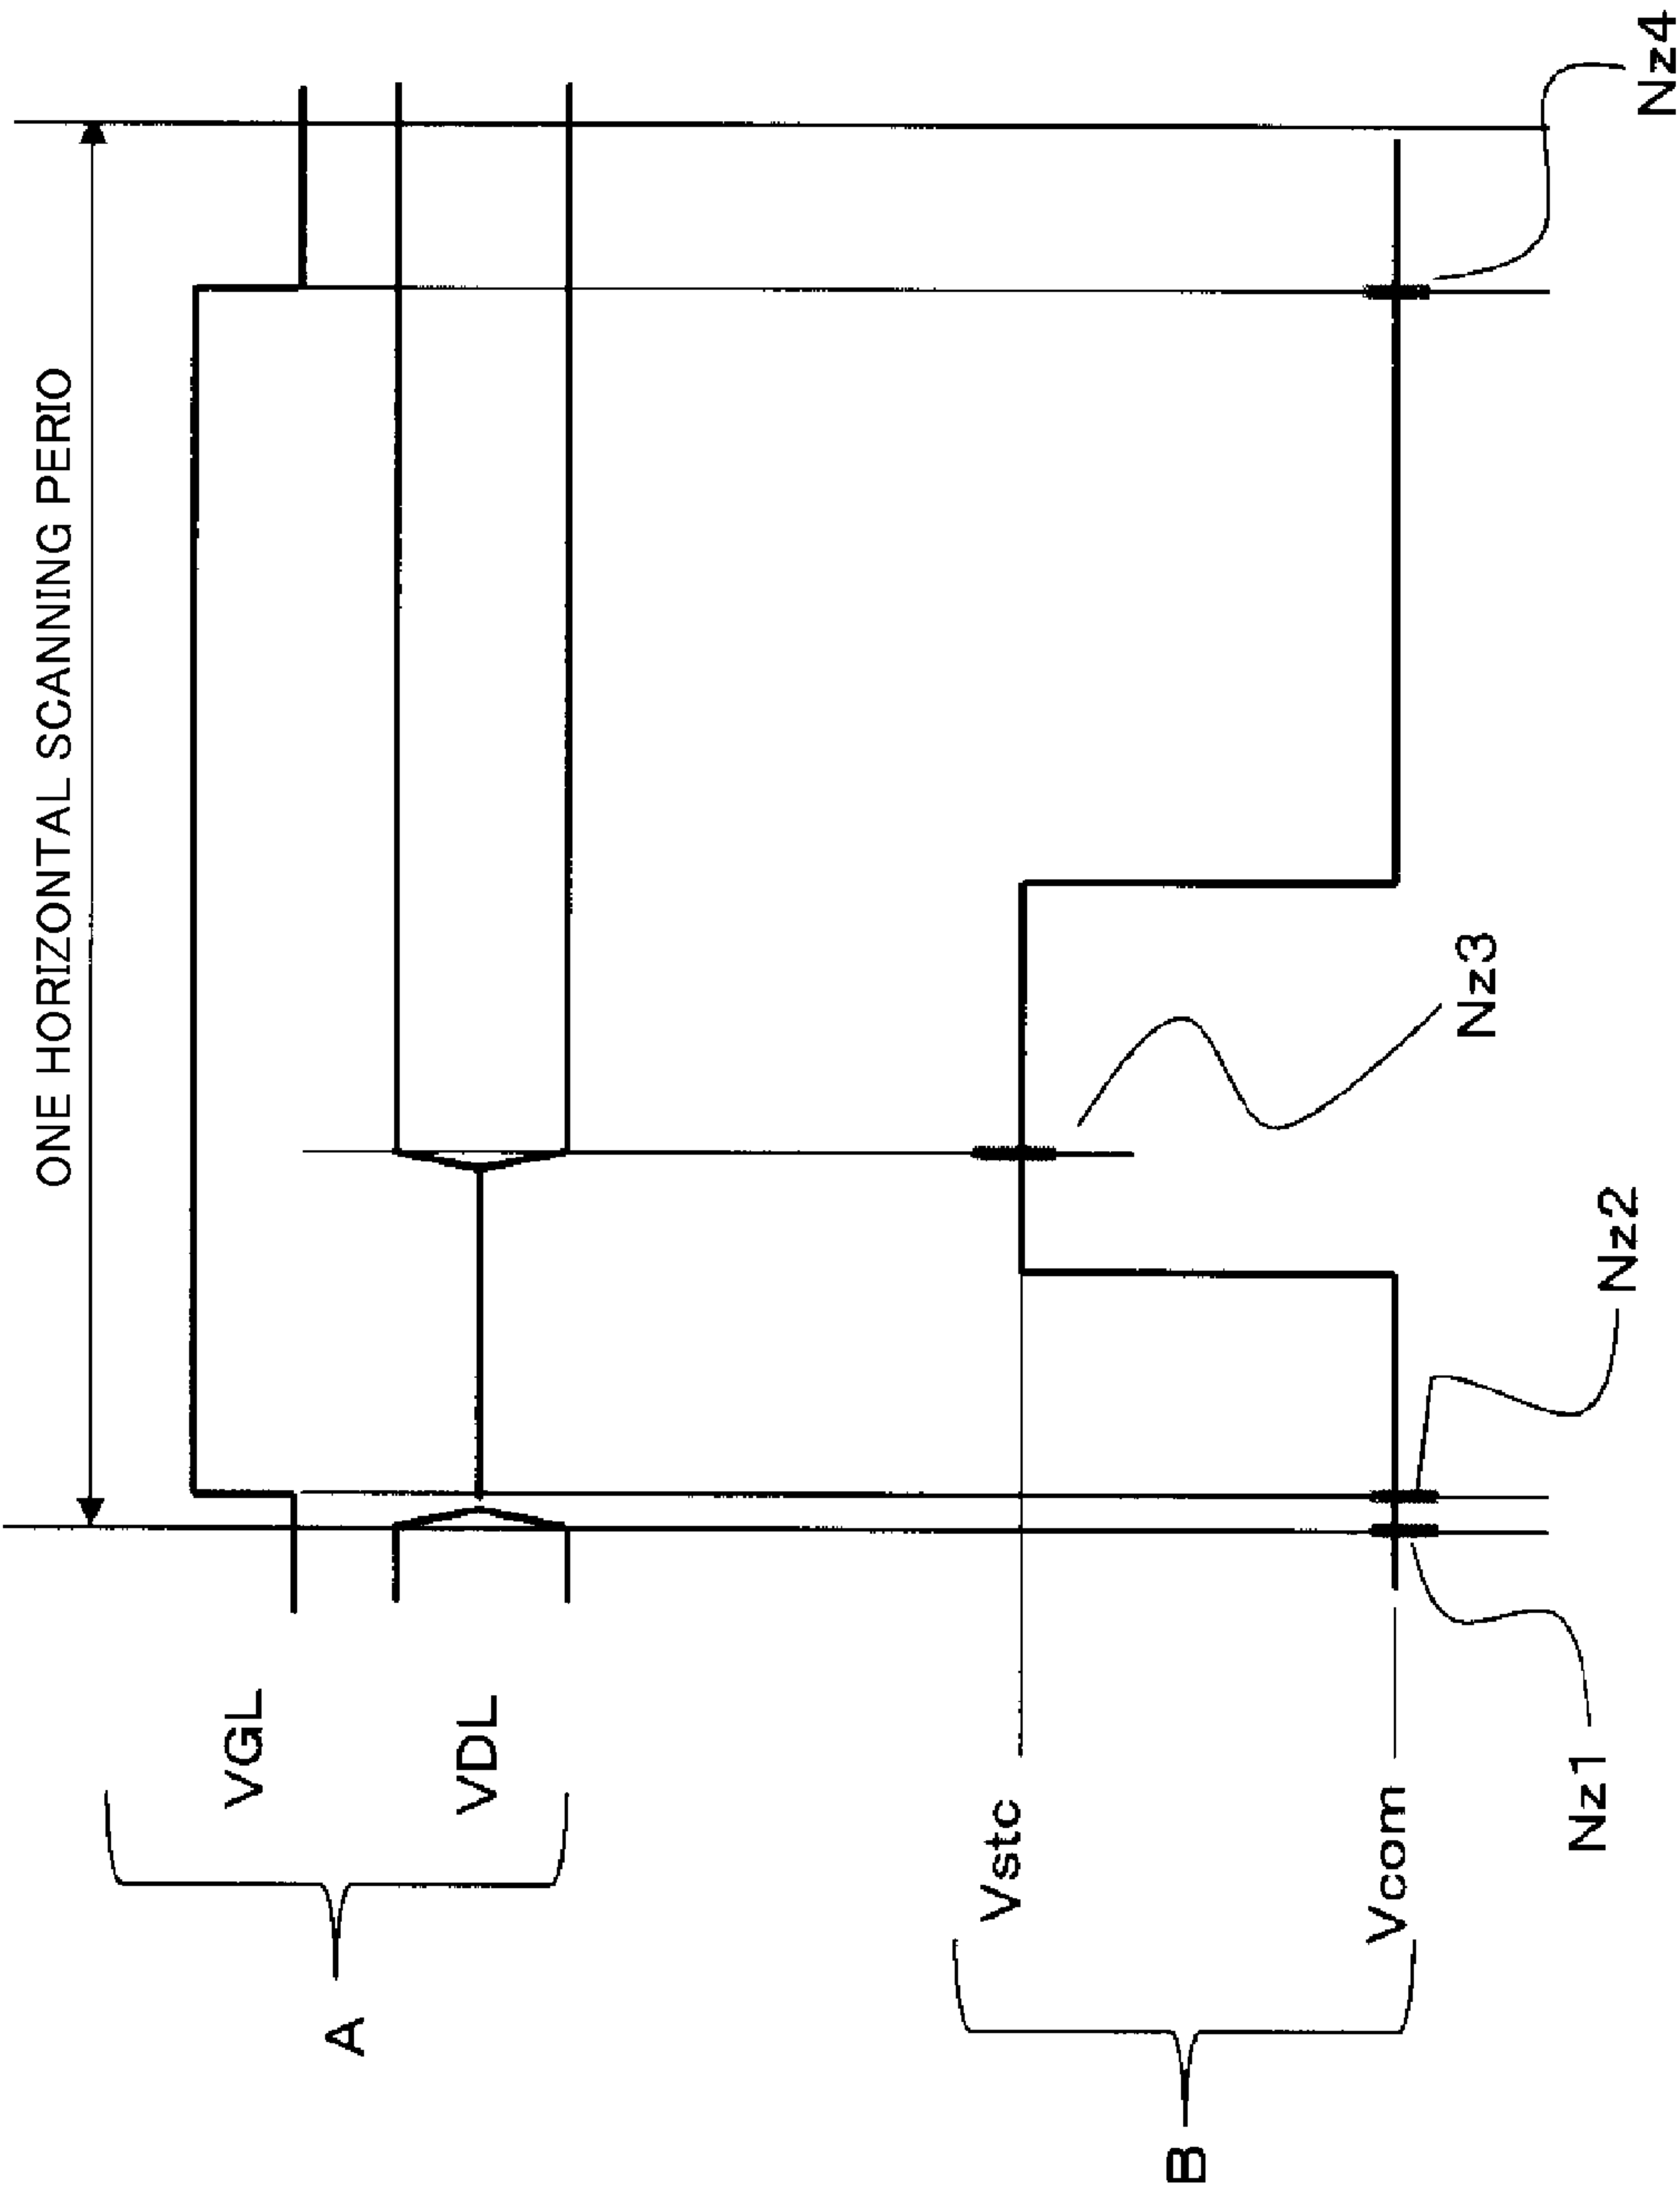 ONE HORIZONTAL SCANNING PERIO
VGL
VDL
A
Vstc
Vcom
B
Nz1
Nz2
Nz3
Nz4